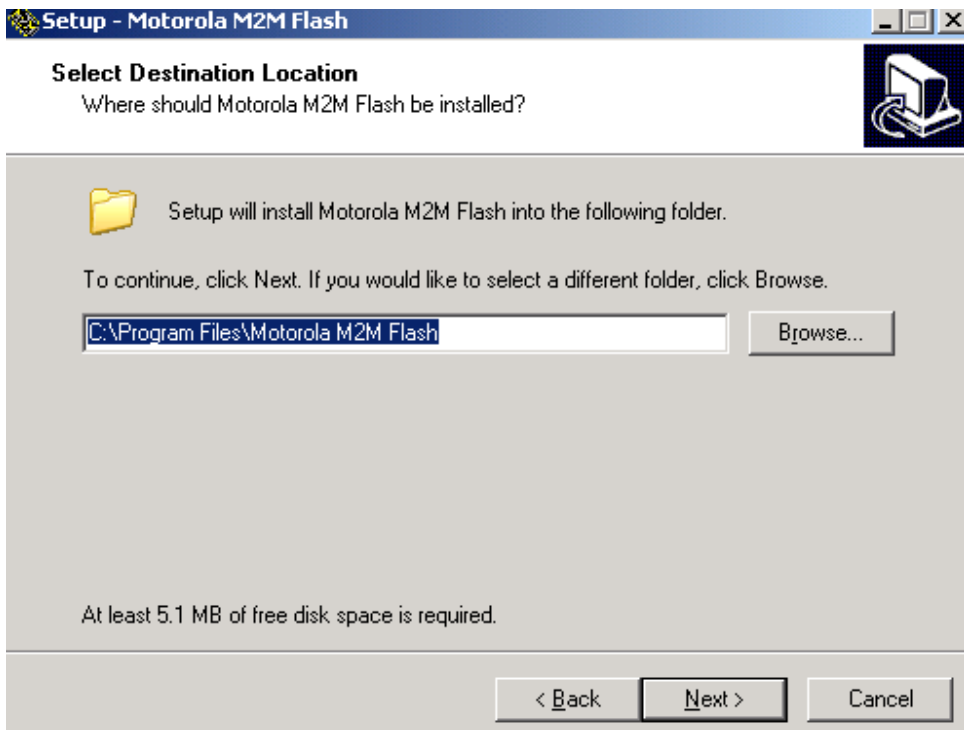 Setup - Motorola M2M Flash
Select Destination Location
Where should Motorola M2M Flash be installed?
Setup will install Motorola M2M Flash into the following folder.
To continue, click Next. If you would like to select a different folder, click Browse.
C:\Program Files\Motorola M2M Flash
Browse...
At least 5.1 MB of free disk space is required.
< Back
Next >
Cancel